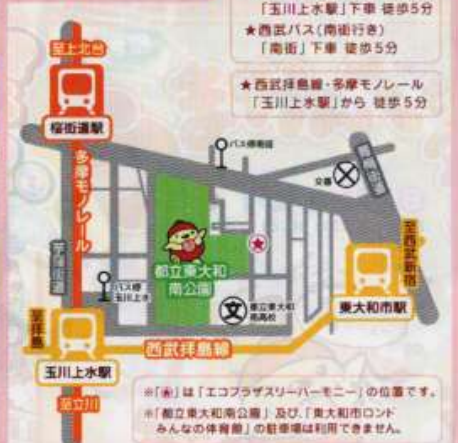 「玉川上水駅」下車 徒歩5分
★西武バス(南街行き)
「南街」下車 徒歩5分
★西武拝島線・多摩モノレール
「玉川上水駅」から 徒歩5分
至上北台
桜街道駅
バス停南街
交番
青梅街道
多摩モノレール
芋窪街道
都立東大和
南公園
至西武新宿
東大和市駅
バス停
玉川上水
文
都立東大和
南高校
至拝島
西武拝島線
玉川上水駅
至立川
※「★」は「エコプラザスリーハーモニー」の位置です。
※「都立東大和南公園」及び、「東大和市ロンド
みんなの体育館」の駐車場は利用できません。